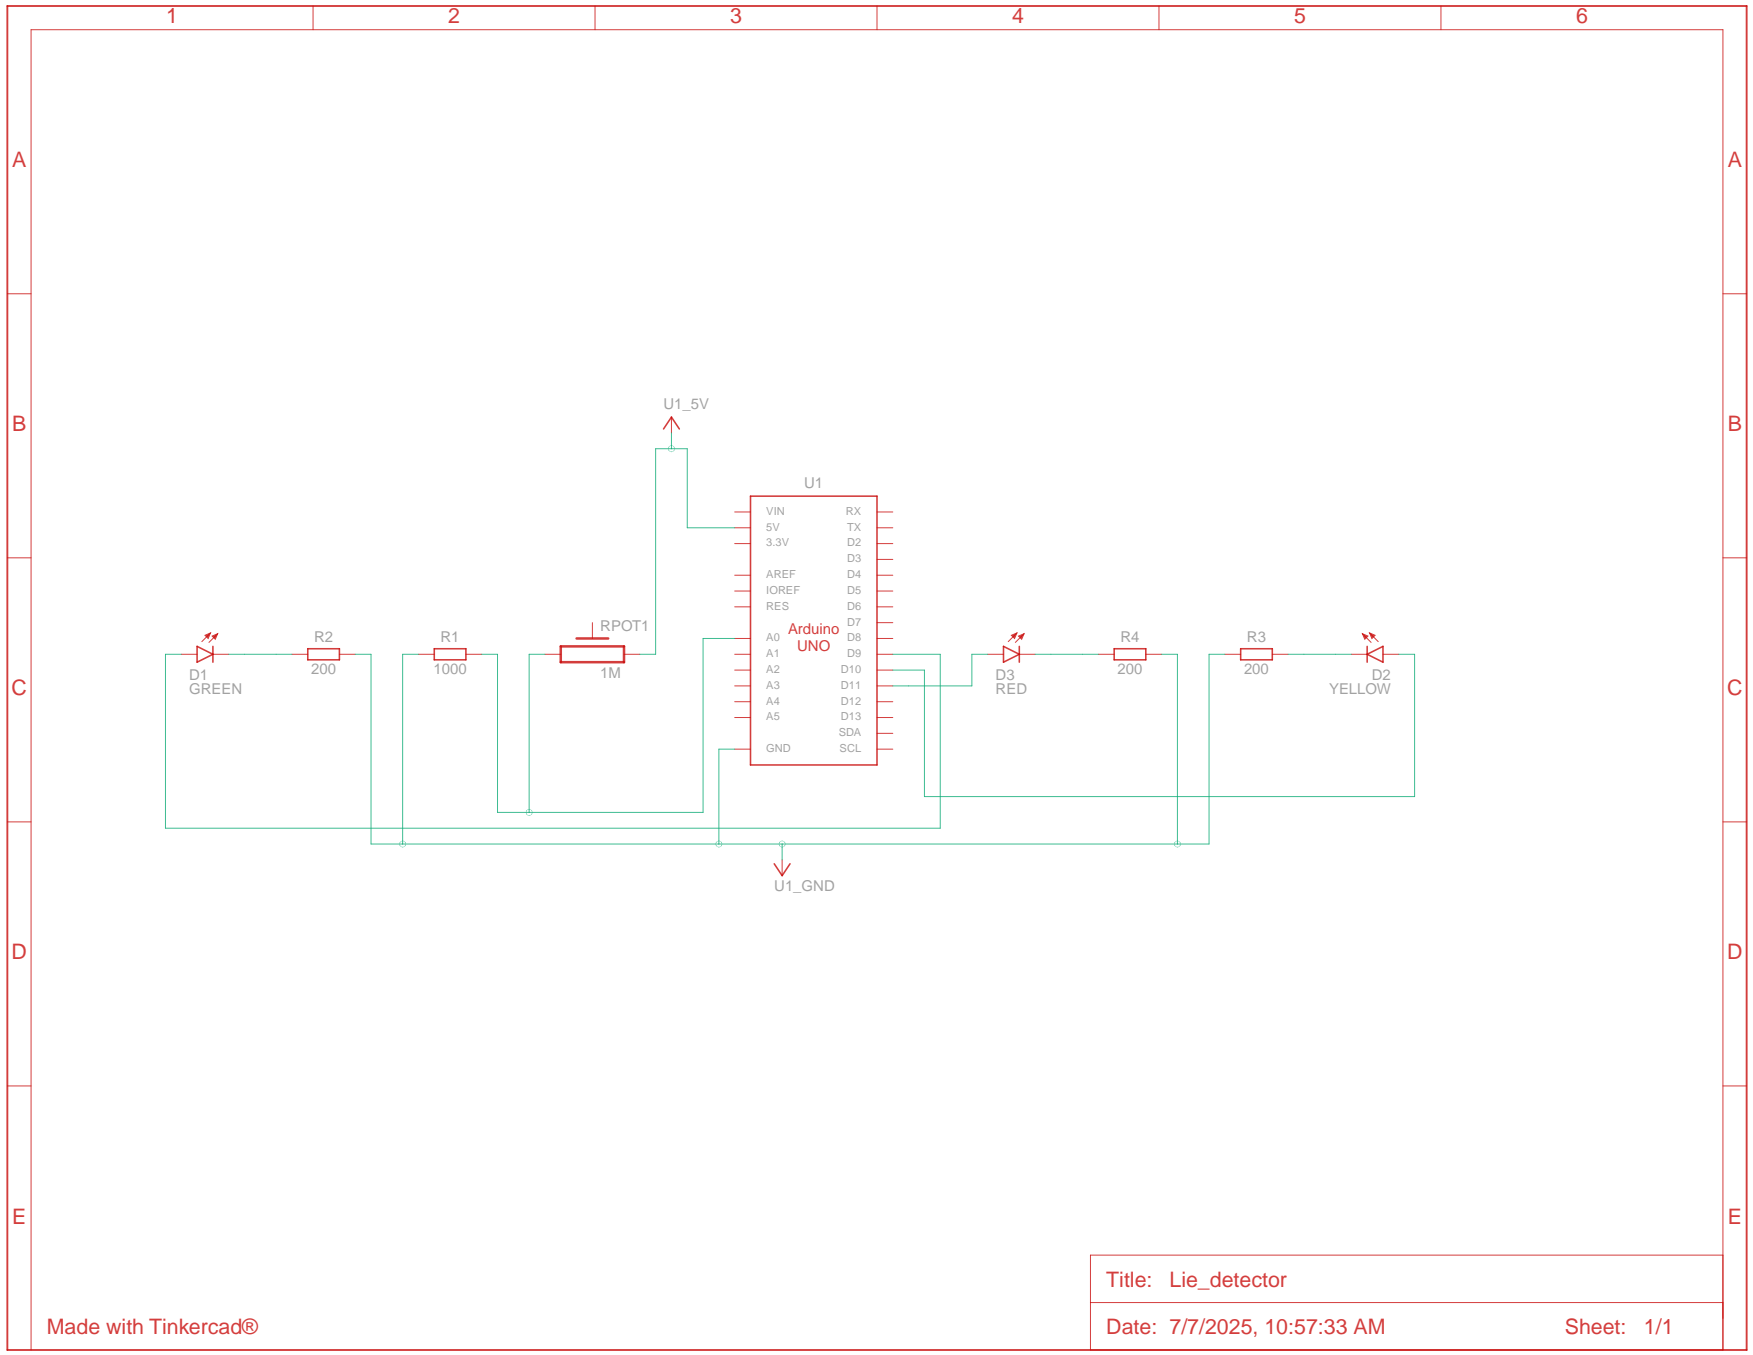 1 2 3 4 5 6
A A
B B
C C
D D
E E
U1_5V
U1
VIN RX
5V TX
3.3V D2
D3
AREF D4
IOREF D5
RES D6
D7
A0 D8
A1 D9
A2 D10
A3 D11
A4 D12
A5 D13
SDA
GND SCL
Arduino
UNO
D1
GREEN
R2
200
R1
1000
RPOT1
1M
D3
RED
R4
200
R3
200
D2
YELLOW
U1_GND
Title: Lie_detector
Date: 7/7/2025, 10:57:33 AM Sheet: 1/1
Made with Tinkercad®